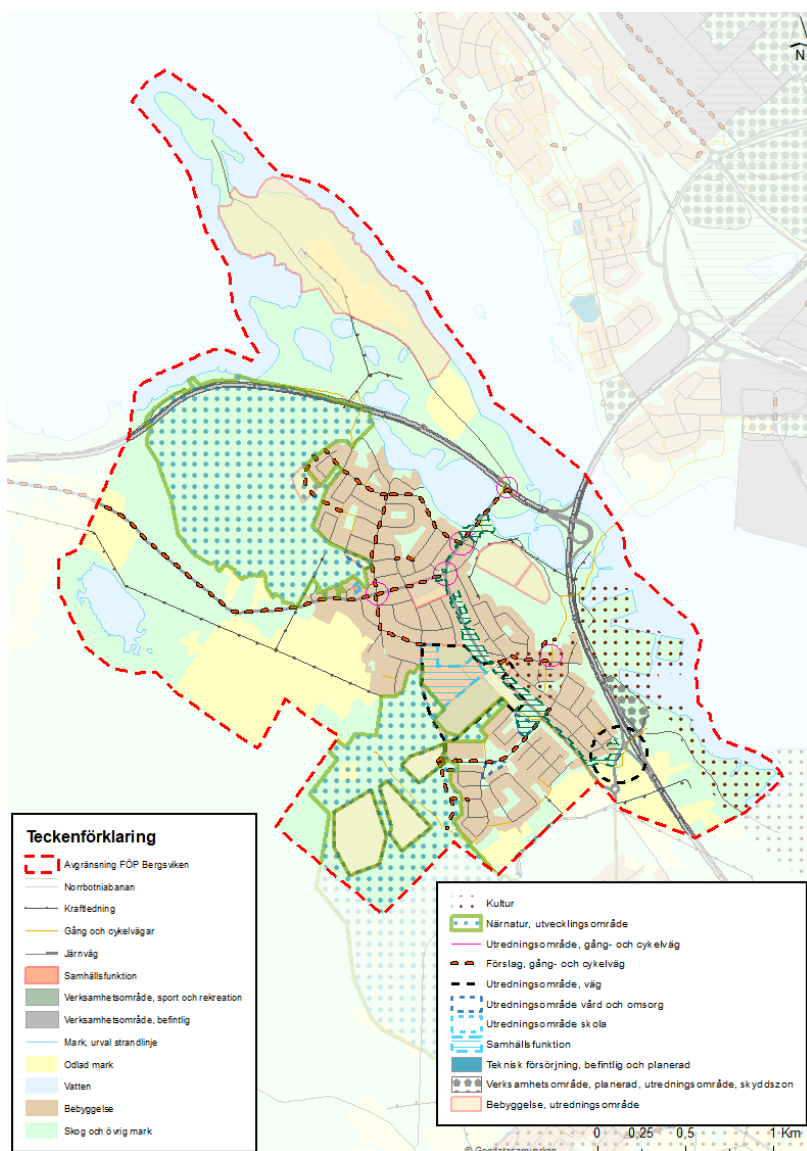 N
Teckenförklaring
Avgränsning FÖP Bergsviken
Norrbotniabanan
Kraftledning
Gång och cykelvägar
Järnväg
Samhällsfunktion
Verksamhetsområde, sport och rekreation
Verksamhetsområde, befintlig
Mark, urval strandlinje
Odlad mark
Vatten
Bebyggelse
Skog och övrig mark
Kultur
Närnatur, utvecklingsområde
Utredningsområde, gång- och cykelväg
Förslag, gång- och cykelväg
Utredningsområde, väg
Utredningsområde vård och omsorg
Utredningsområde skola
Samhällsfunktion
Teknisk försörjning, befintlig och planerad
Verksamhetsområde, planerad, utredningsområde, skyddszon
Bebyggelse, utredningsområde
0 0,25 0,5 1 Km